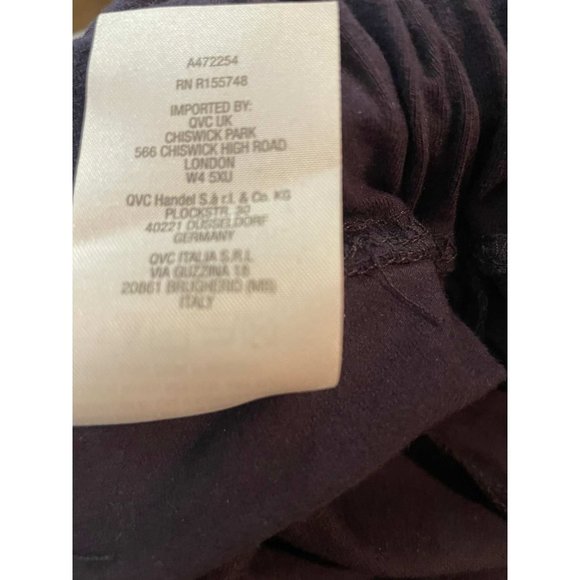 A472254
RN R155748
IMPORTED BY:
QVC UK
CHISWICK PARK
566 CHISWICK HIGH ROAD
LONDON
W4 5XU
QVC Handel S.à r.l. & Co. KG
PLOCKSTR. 30
40221 DUSSELDORF
GERMANY
QVC ITALIA S.R.L
VIA GUZZINA 18
20861 BRUGHERIO (MB)
ITALY